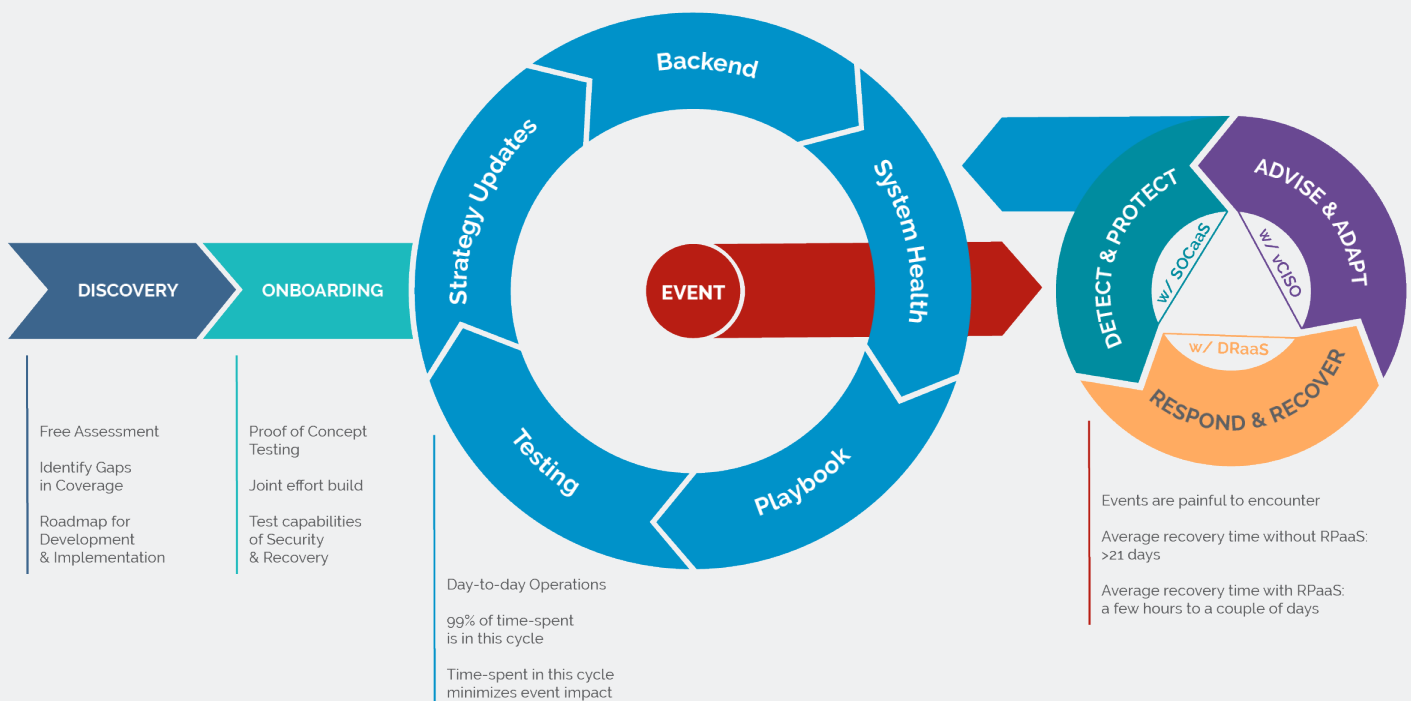 DISCOVERY
ONBOARDING
Strategy Updates
Backend
System Health
Playbook
Testing
EVENT
DETECT & PROTECT
w/ SOCaaS
ADVISE & ADAPT
w/ vCISO
RESPOND & RECOVER
w/ DRaaS
Free Assessment
Identify Gaps
in Coverage
Roadmap for
Development
& Implementation
Proof of Concept
Testing
Joint effort build
Test capabilities
of Security
& Recovery
Day-to-day Operations
99% of time-spent
is in this cycle
Time-spent in this cycle
minimizes event impact
Events are painful to encounter
Average recovery time without RPaaS:
>21 days
Average recovery time with RPaaS:
a few hours to a couple of days